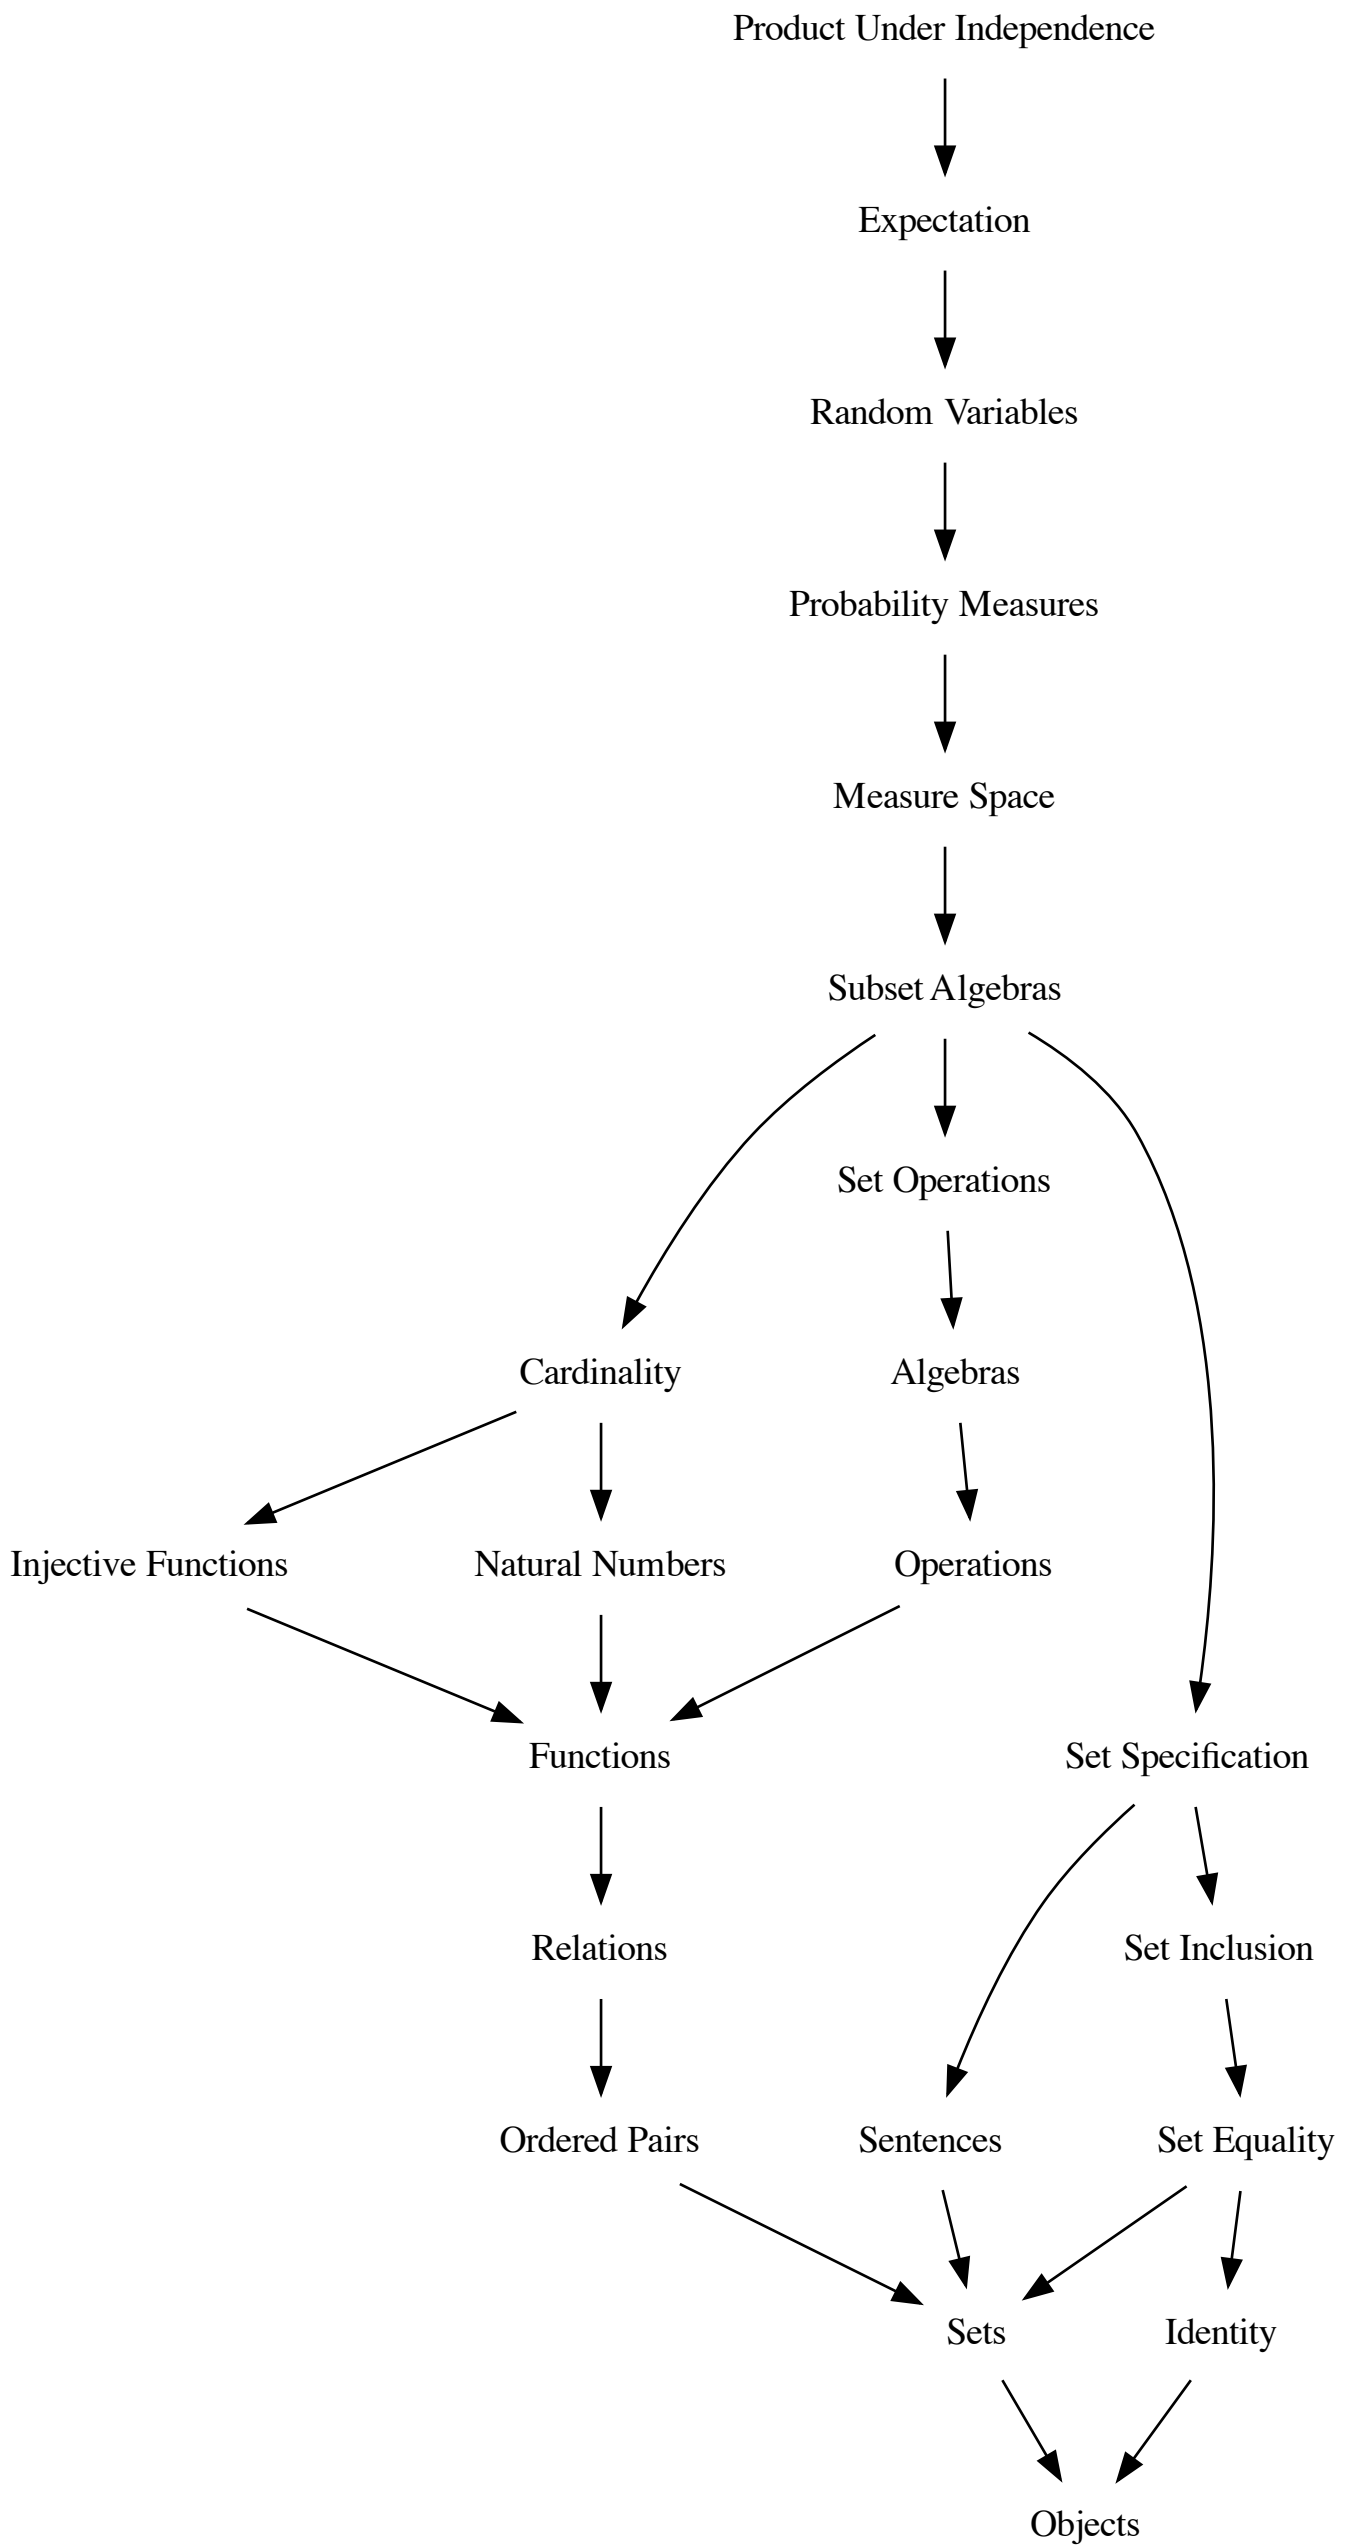 Product Under Independence
Expectation
Random Variables
Probability Measures
Measure Space
Subset Algebras
Set Operations
Cardinality
Algebras
Injective Functions
Natural Numbers
Operations
Functions
Set Specification
Relations
Set Inclusion
Ordered Pairs
Sentences
Set Equality
Sets
Identity
Objects